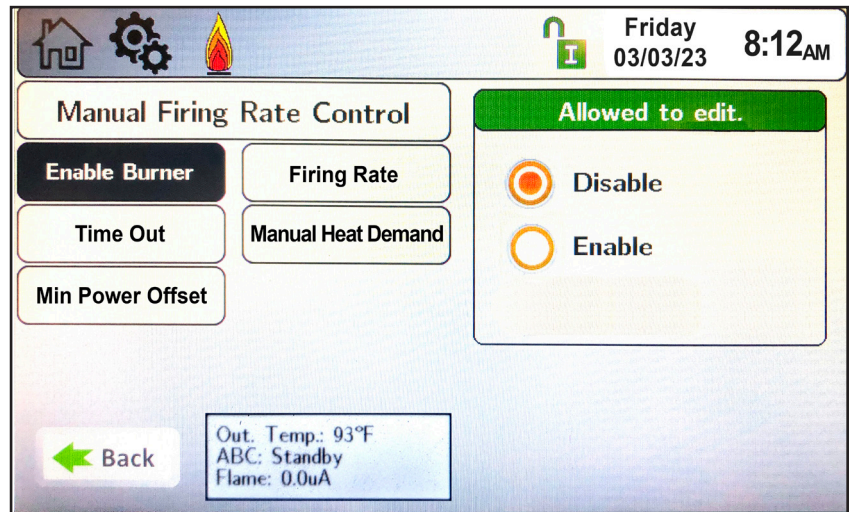 Friday
03/03/23
8:12AM
Manual Firing Rate Control
Allowed to edit.
Enable Burner
Firing Rate
Disable
Time Out
Manual Heat Demand
Enable
Min Power Offset
Back
Out. Temp.: 93°F
ABC: Standby
Flame: 0.0uA
I